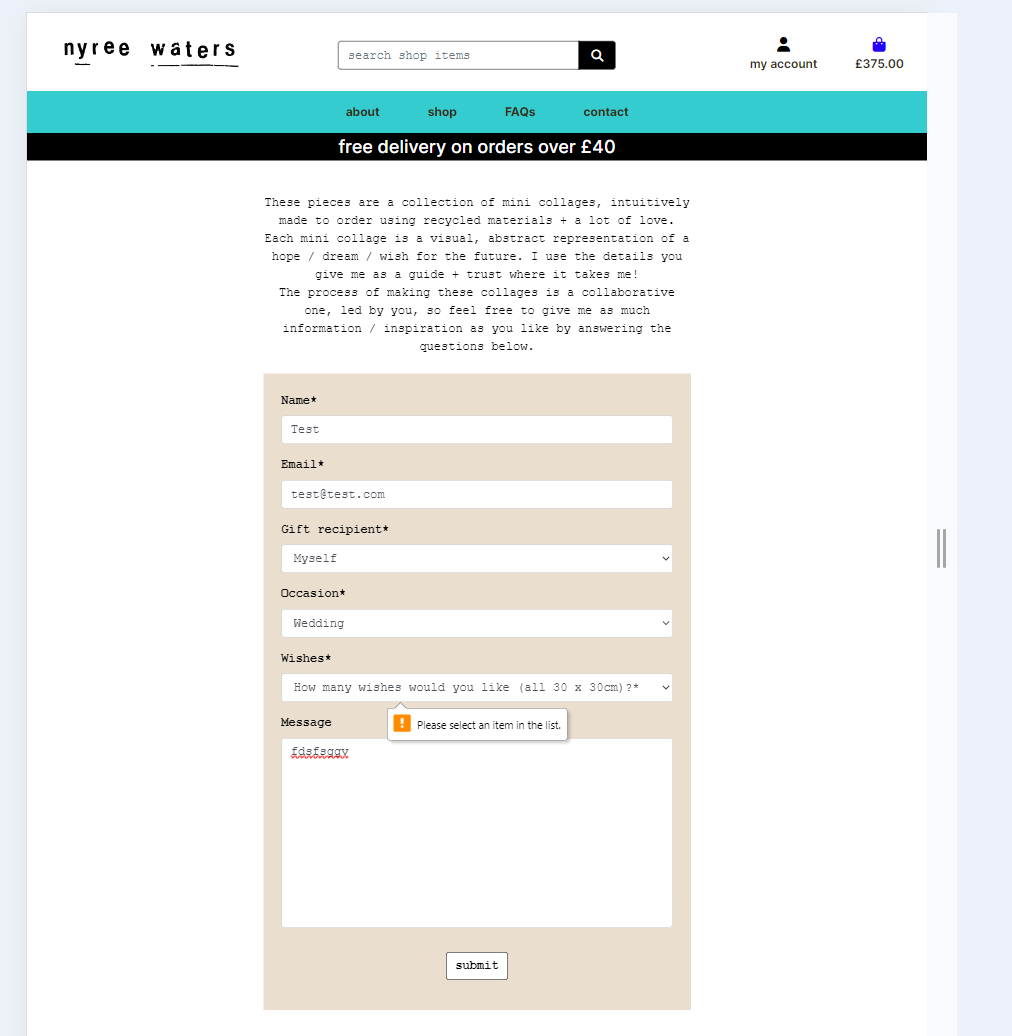 nyree waters
search shop items
my account
£375.00
about shop FAQs contact
free delivery on orders over £40
These pieces are a collection of mini collages, intuitively
made to order using recycled materials + a lot of love.
Each mini collage is a visual, abstract representation of a
hope / dream / wish for the future. I use the details you
give me as a guide + trust where it takes me!
The process of making these collages is a collaborative
one, led by you, so feel free to give me as much
information / inspiration as you like by answering the
questions below.
Name*
Test
Email*
test@test.com
Gift recipient*
Myself
Occasion*
Wedding
Wishes*
How many wishes would you like (all 30 x 30cm)?*
Message
Please select an item in the list.
fdsfsggv
submit